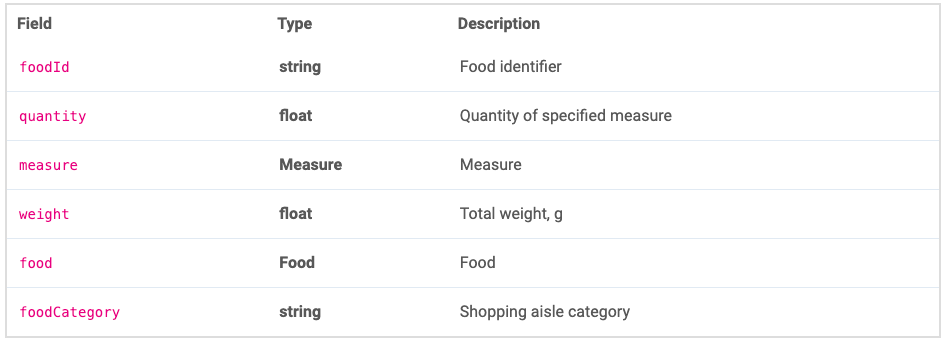 Field Type Description
foodId string Food identifier
quantity float Quantity of specified measure
measure Measure Measure
weight float Total weight, g
food Food Food
foodCategory string Shopping aisle category